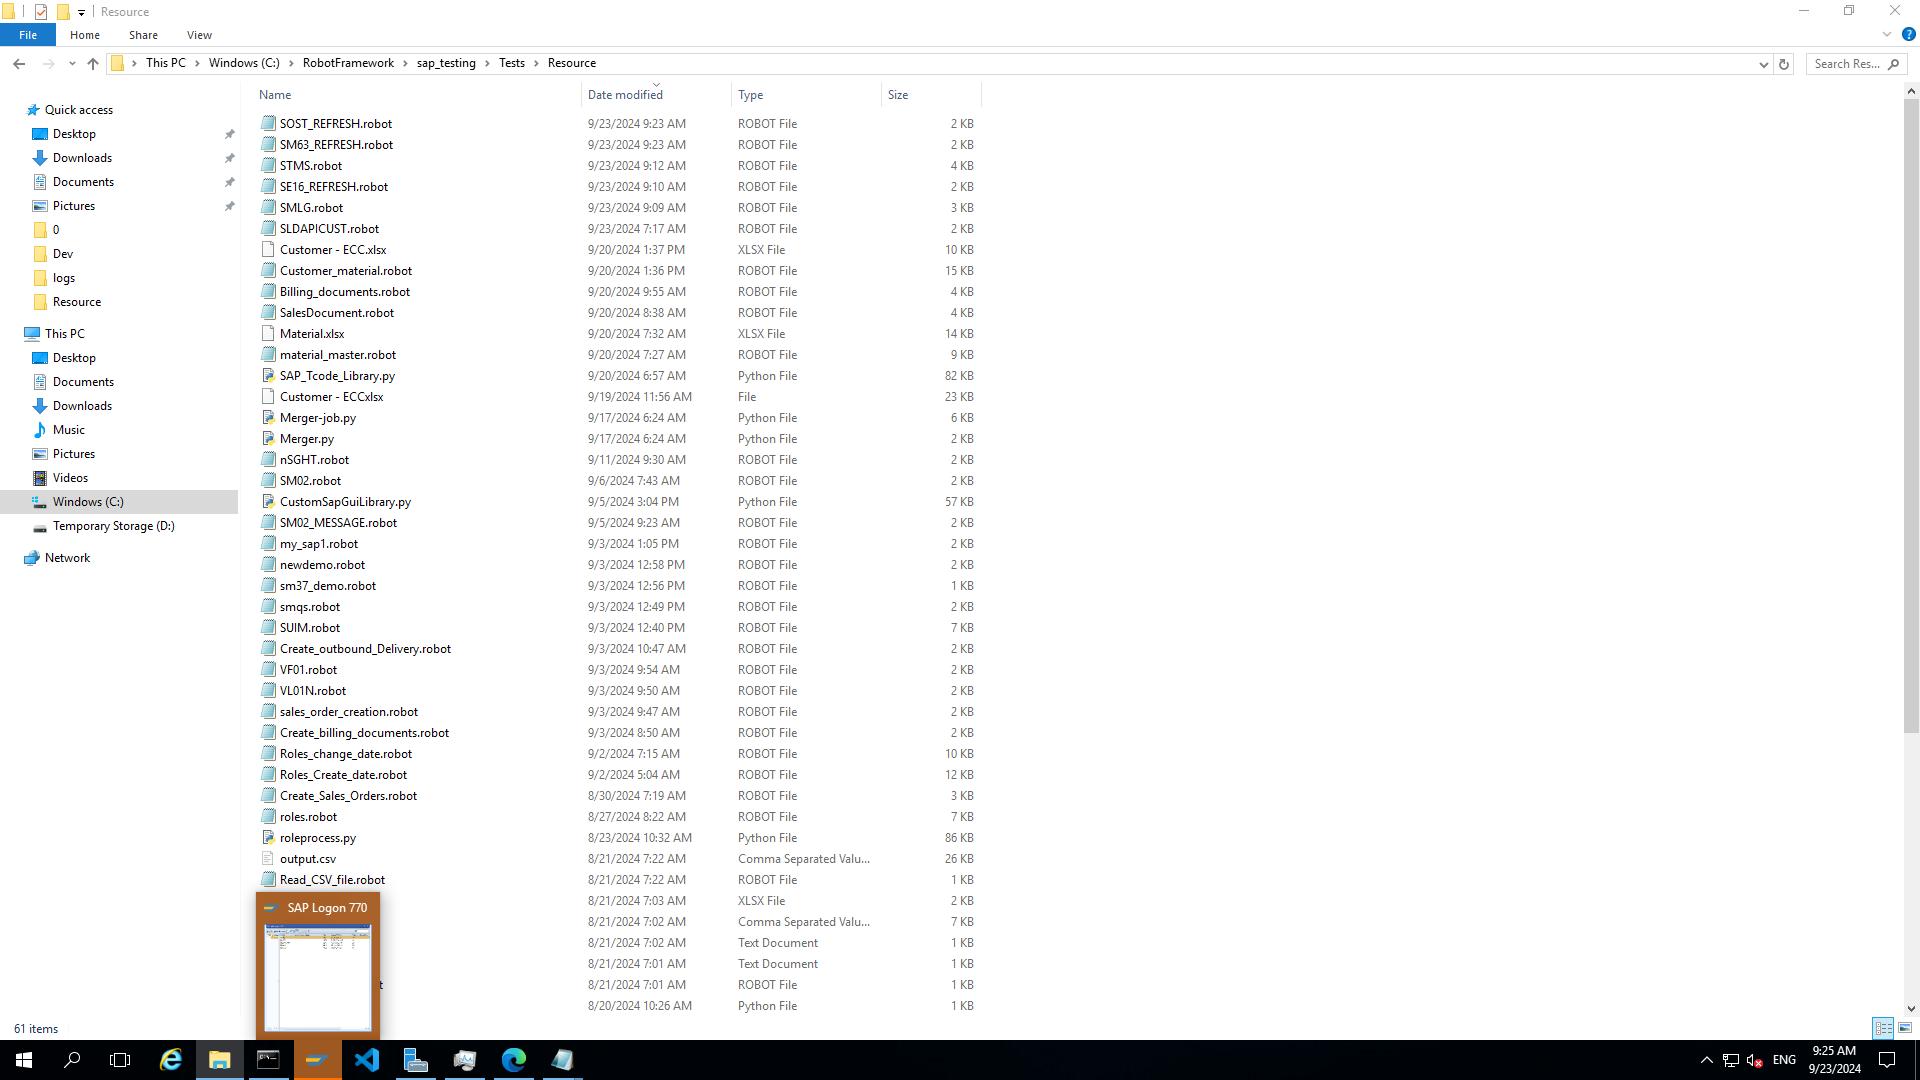 Resource
File Home Share View
This PC > Windows (C:) > RobotFramework > sap_testing > Tests > Resource
Search Res...
Name Date modified Type Size
Quick access
Desktop
Downloads
Documents
Pictures
0
Dev
logs
Resource
This PC
Desktop
Documents
Downloads
Music
Pictures
Videos
Windows (C:)
Temporary Storage (D:)
Network
SOST_REFRESH.robot 9/23/2024 9:23 AM ROBOT File 2 KB
SM63_REFRESH.robot 9/23/2024 9:23 AM ROBOT File 2 KB
STMS.robot 9/23/2024 9:12 AM ROBOT File 4 KB
SE16_REFRESH.robot 9/23/2024 9:10 AM ROBOT File 2 KB
SMLG.robot 9/23/2024 9:09 AM ROBOT File 3 KB
SLDAPICUST.robot 9/23/2024 7:17 AM ROBOT File 2 KB
Customer - ECC.xlsx 9/20/2024 1:37 PM XLSX File 10 KB
Customer_material.robot 9/20/2024 1:36 PM ROBOT File 15 KB
Billing_documents.robot 9/20/2024 9:55 AM ROBOT File 4 KB
SalesDocument.robot 9/20/2024 8:38 AM ROBOT File 4 KB
Material.xlsx 9/20/2024 7:32 AM XLSX File 14 KB
material_master.robot 9/20/2024 7:27 AM ROBOT File 9 KB
SAP_Tcode_Library.py 9/20/2024 6:57 AM Python File 82 KB
Customer - ECCxlsx 9/19/2024 11:56 AM File 23 KB
Merger-job.py 9/17/2024 6:24 AM Python File 6 KB
Merger.py 9/17/2024 6:24 AM Python File 2 KB
nSGHT.robot 9/11/2024 9:30 AM ROBOT File 2 KB
SM02.robot 9/6/2024 7:43 AM ROBOT File 2 KB
CustomSapGuiLibrary.py 9/5/2024 3:04 PM Python File 57 KB
SM02_MESSAGE.robot 9/5/2024 9:23 AM ROBOT File 2 KB
my_sap1.robot 9/3/2024 1:05 PM ROBOT File 2 KB
newdemo.robot 9/3/2024 12:58 PM ROBOT File 2 KB
sm37_demo.robot 9/3/2024 12:56 PM ROBOT File 1 KB
smqs.robot 9/3/2024 12:49 PM ROBOT File 2 KB
SUIM.robot 9/3/2024 12:40 PM ROBOT File 7 KB
Create_outbound_Delivery.robot 9/3/2024 10:47 AM ROBOT File 2 KB
VF01.robot 9/3/2024 9:54 AM ROBOT File 2 KB
VL01N.robot 9/3/2024 9:50 AM ROBOT File 2 KB
sales_order_creation.robot 9/3/2024 9:47 AM ROBOT File 2 KB
Create_billing_documents.robot 9/3/2024 8:50 AM ROBOT File 2 KB
Roles_change_date.robot 9/2/2024 7:15 AM ROBOT File 10 KB
Roles_Create_date.robot 9/2/2024 5:04 AM ROBOT File 12 KB
Create_Sales_Orders.robot 8/30/2024 7:19 AM ROBOT File 3 KB
roles.robot 8/27/2024 8:22 AM ROBOT File 7 KB
roleprocess.py 8/23/2024 10:32 AM Python File 86 KB
output.csv 8/21/2024 7:22 AM Comma Separated Valu... 26 KB
Read_CSV_file.robot 8/21/2024 7:22 AM ROBOT File 1 KB
8/21/2024 7:03 AM XLSX File 2 KB
8/21/2024 7:02 AM Comma Separated Valu... 7 KB
8/21/2024 7:02 AM Text Document 1 KB
8/21/2024 7:01 AM Text Document 1 KB
t 8/21/2024 7:01 AM ROBOT File 1 KB
8/20/2024 10:26 AM Python File 1 KB
SAP Logon 770
61 items
ENG
9:25 AM
9/23/2024